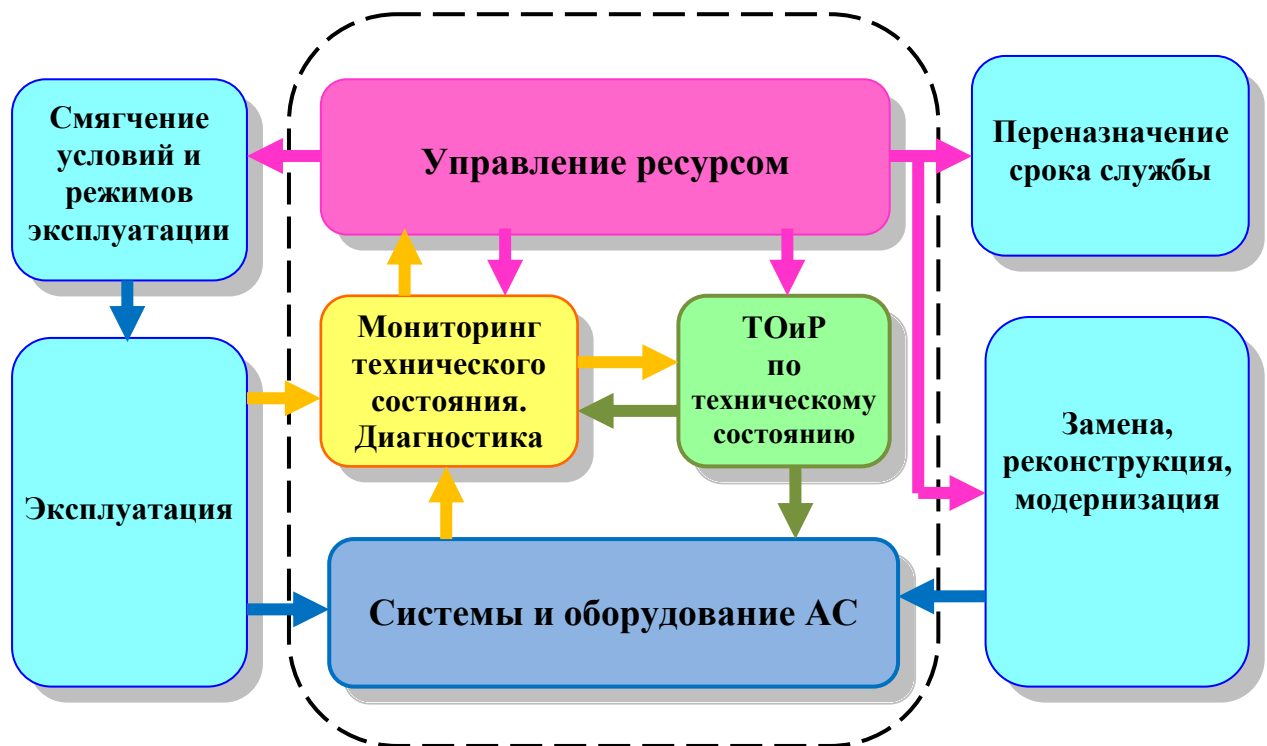 Смягчение
условий и
режимов
эксплуатации
Управление ресурсом
Переназначение
срока службы
Мониторинг
технического
состояния.
Диагностика
ТОиР
по
техническому
состоянию
Эксплуатация
Замена,
реконструкция,
модернизация
Системы и оборудование АС